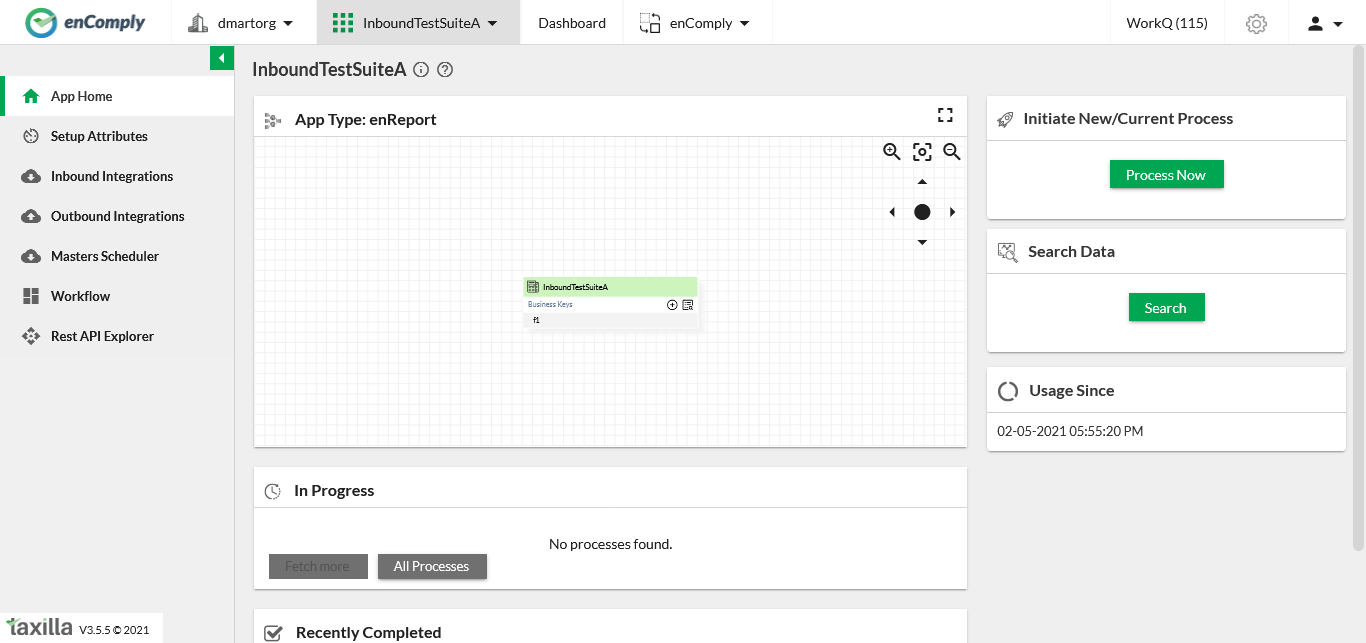 enComply
dmartorg
InboundTestSuiteA
Dashboard
enComply
WorkQ (115)
InboundTestSuiteA
App Home
Setup Attributes
Inbound Integrations
Outbound Integrations
Masters Scheduler
Workflow
Rest API Explorer
App Type: enReport
InboundTestSuiteA
Business Keys
f1
In Progress
No processes found.
Fetch more
All Processes
Recently Completed
Initiate New/Current Process
Process Now
Search Data
Search
Usage Since
02-05-2021 05:55:20 PM
taxilla V3.5.5 © 2021